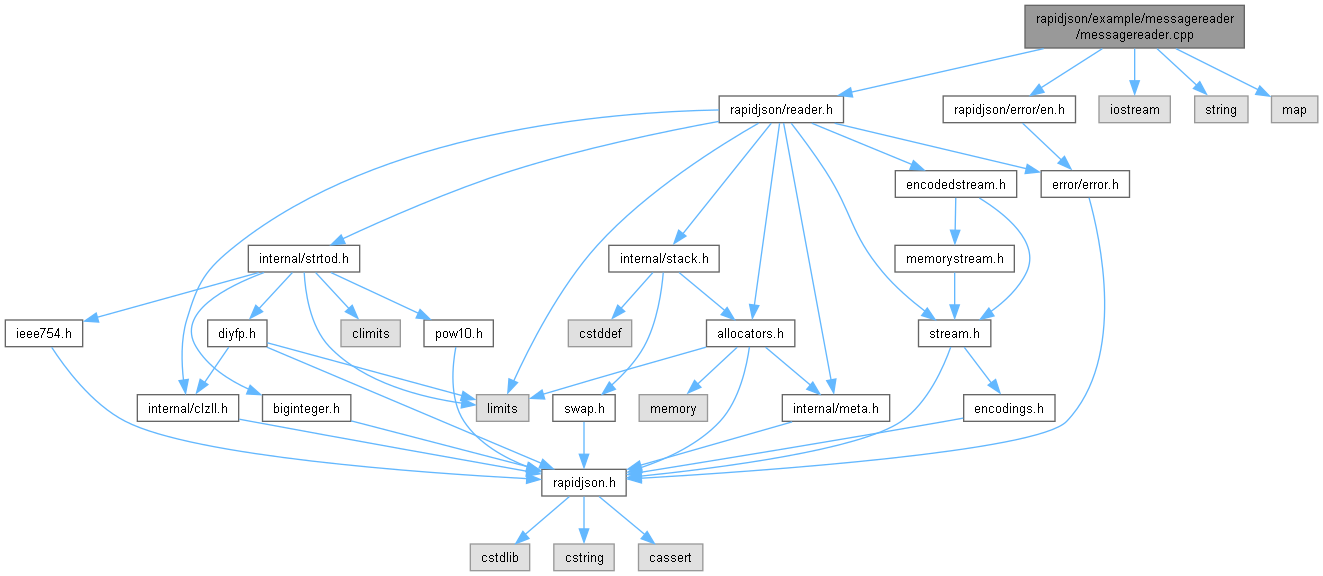 rapidjson/example/messagereader
/messagereader.cpp
rapidjson/reader.h
rapidjson/error/en.h
iostream
string
map
encodedstream.h
error/error.h
internal/strtod.h
internal/stack.h
memorystream.h
ieee754.h
diyfp.h
climits
pow10.h
cstddef
allocators.h
stream.h
internal/clzll.h
biginteger.h
limits
swap.h
memory
internal/meta.h
encodings.h
rapidjson.h
cstdlib
cstring
cassert